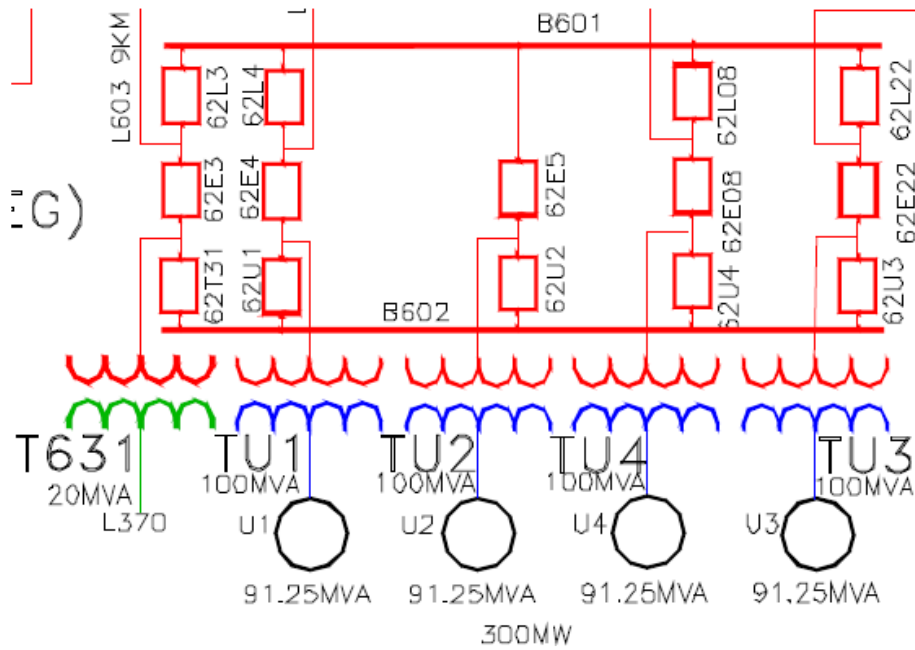 B601
L603 9KM
62L3
62L4
62L08
62L22
62E3
62E4
62E5
62E08
62E22
G)
62T31
62U1
62U2
62U4
62U3
B602
T631
TU1
TU2
TU4
TU3
20MVA
100MVA
100MVA
100MVA
100MVA
L370
U1
U2
U4
U3
91.25MVA
91.25MVA
91.25MVA
91.25MVA
300MW